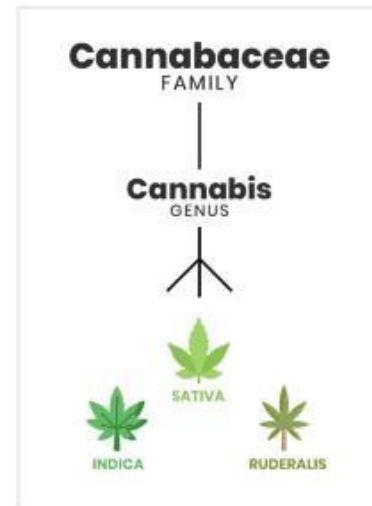 Cannabaceae
FAMILY
Cannabis
GENUS
SATIVA
INDICA
RUDERALIS